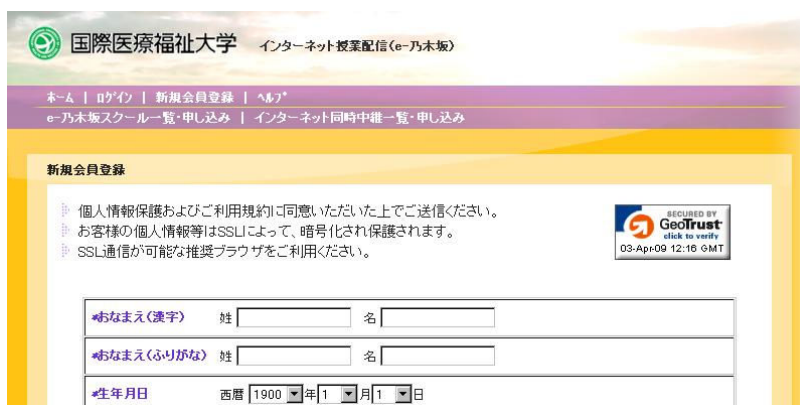 国際医療福祉大学 インターネット授業配信(e-乃木坂)
ホーム | ログイン | 新規会員登録 | ヘルプ
e-乃木坂スクール一覧・申し込み | インターネット同時中継一覧・申し込み
新規会員登録
個人情報保護およびご利用規約に同意いただいた上でご送信ください。
お客様の個人情報等はSSLによって、暗号化され保護されます。
SSL通信が可能な推奨ブラウザをご利用ください。
SECURED BY
GeoTrust
click to verify
03-Apr-09 12:16 GMT
*おなまえ(漢字) 姓 名
*おなまえ(ふりがな) 姓 名
*生年月日 西暦 1900 年 1 月 1 日